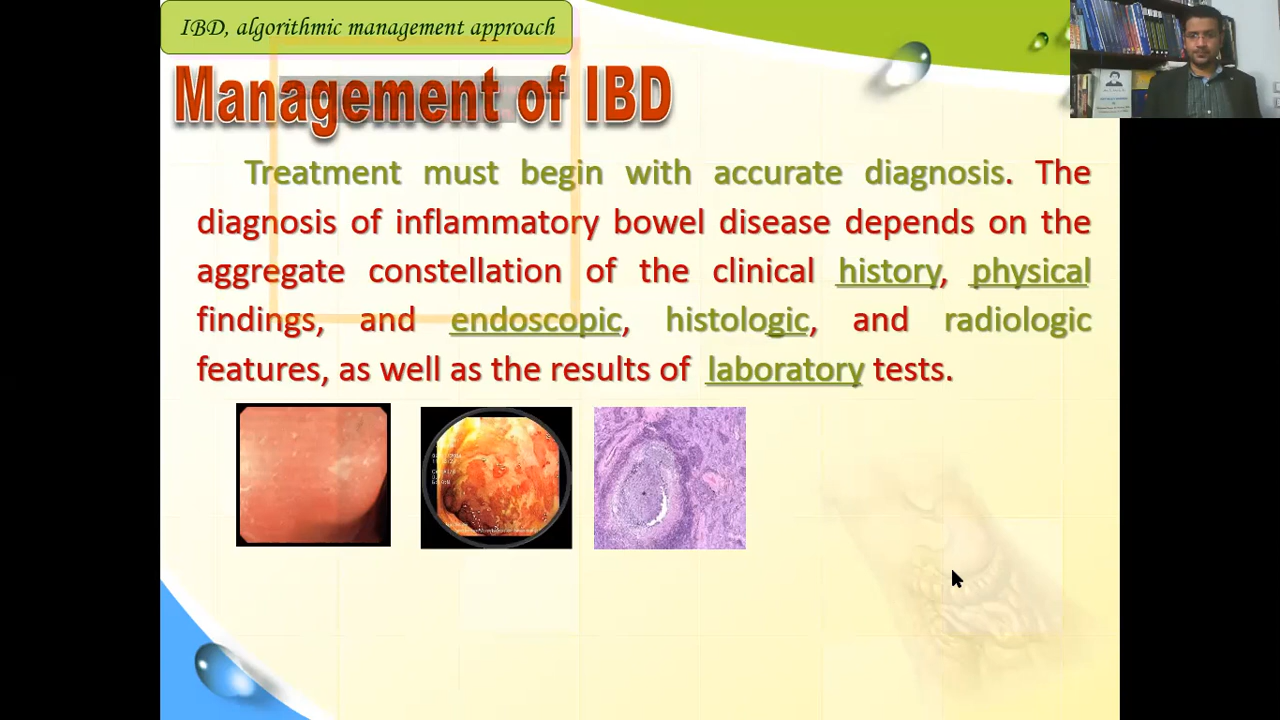 IBD, algorithmic management approach
Management of IBD
Treatment must begin with accurate diagnosis. The
diagnosis of inflammatory bowel disease depends on the
aggregate constellation of the clinical history, physical
findings, and endoscopic, histologic, and radiologic
features, as well as the results of laboratory tests.